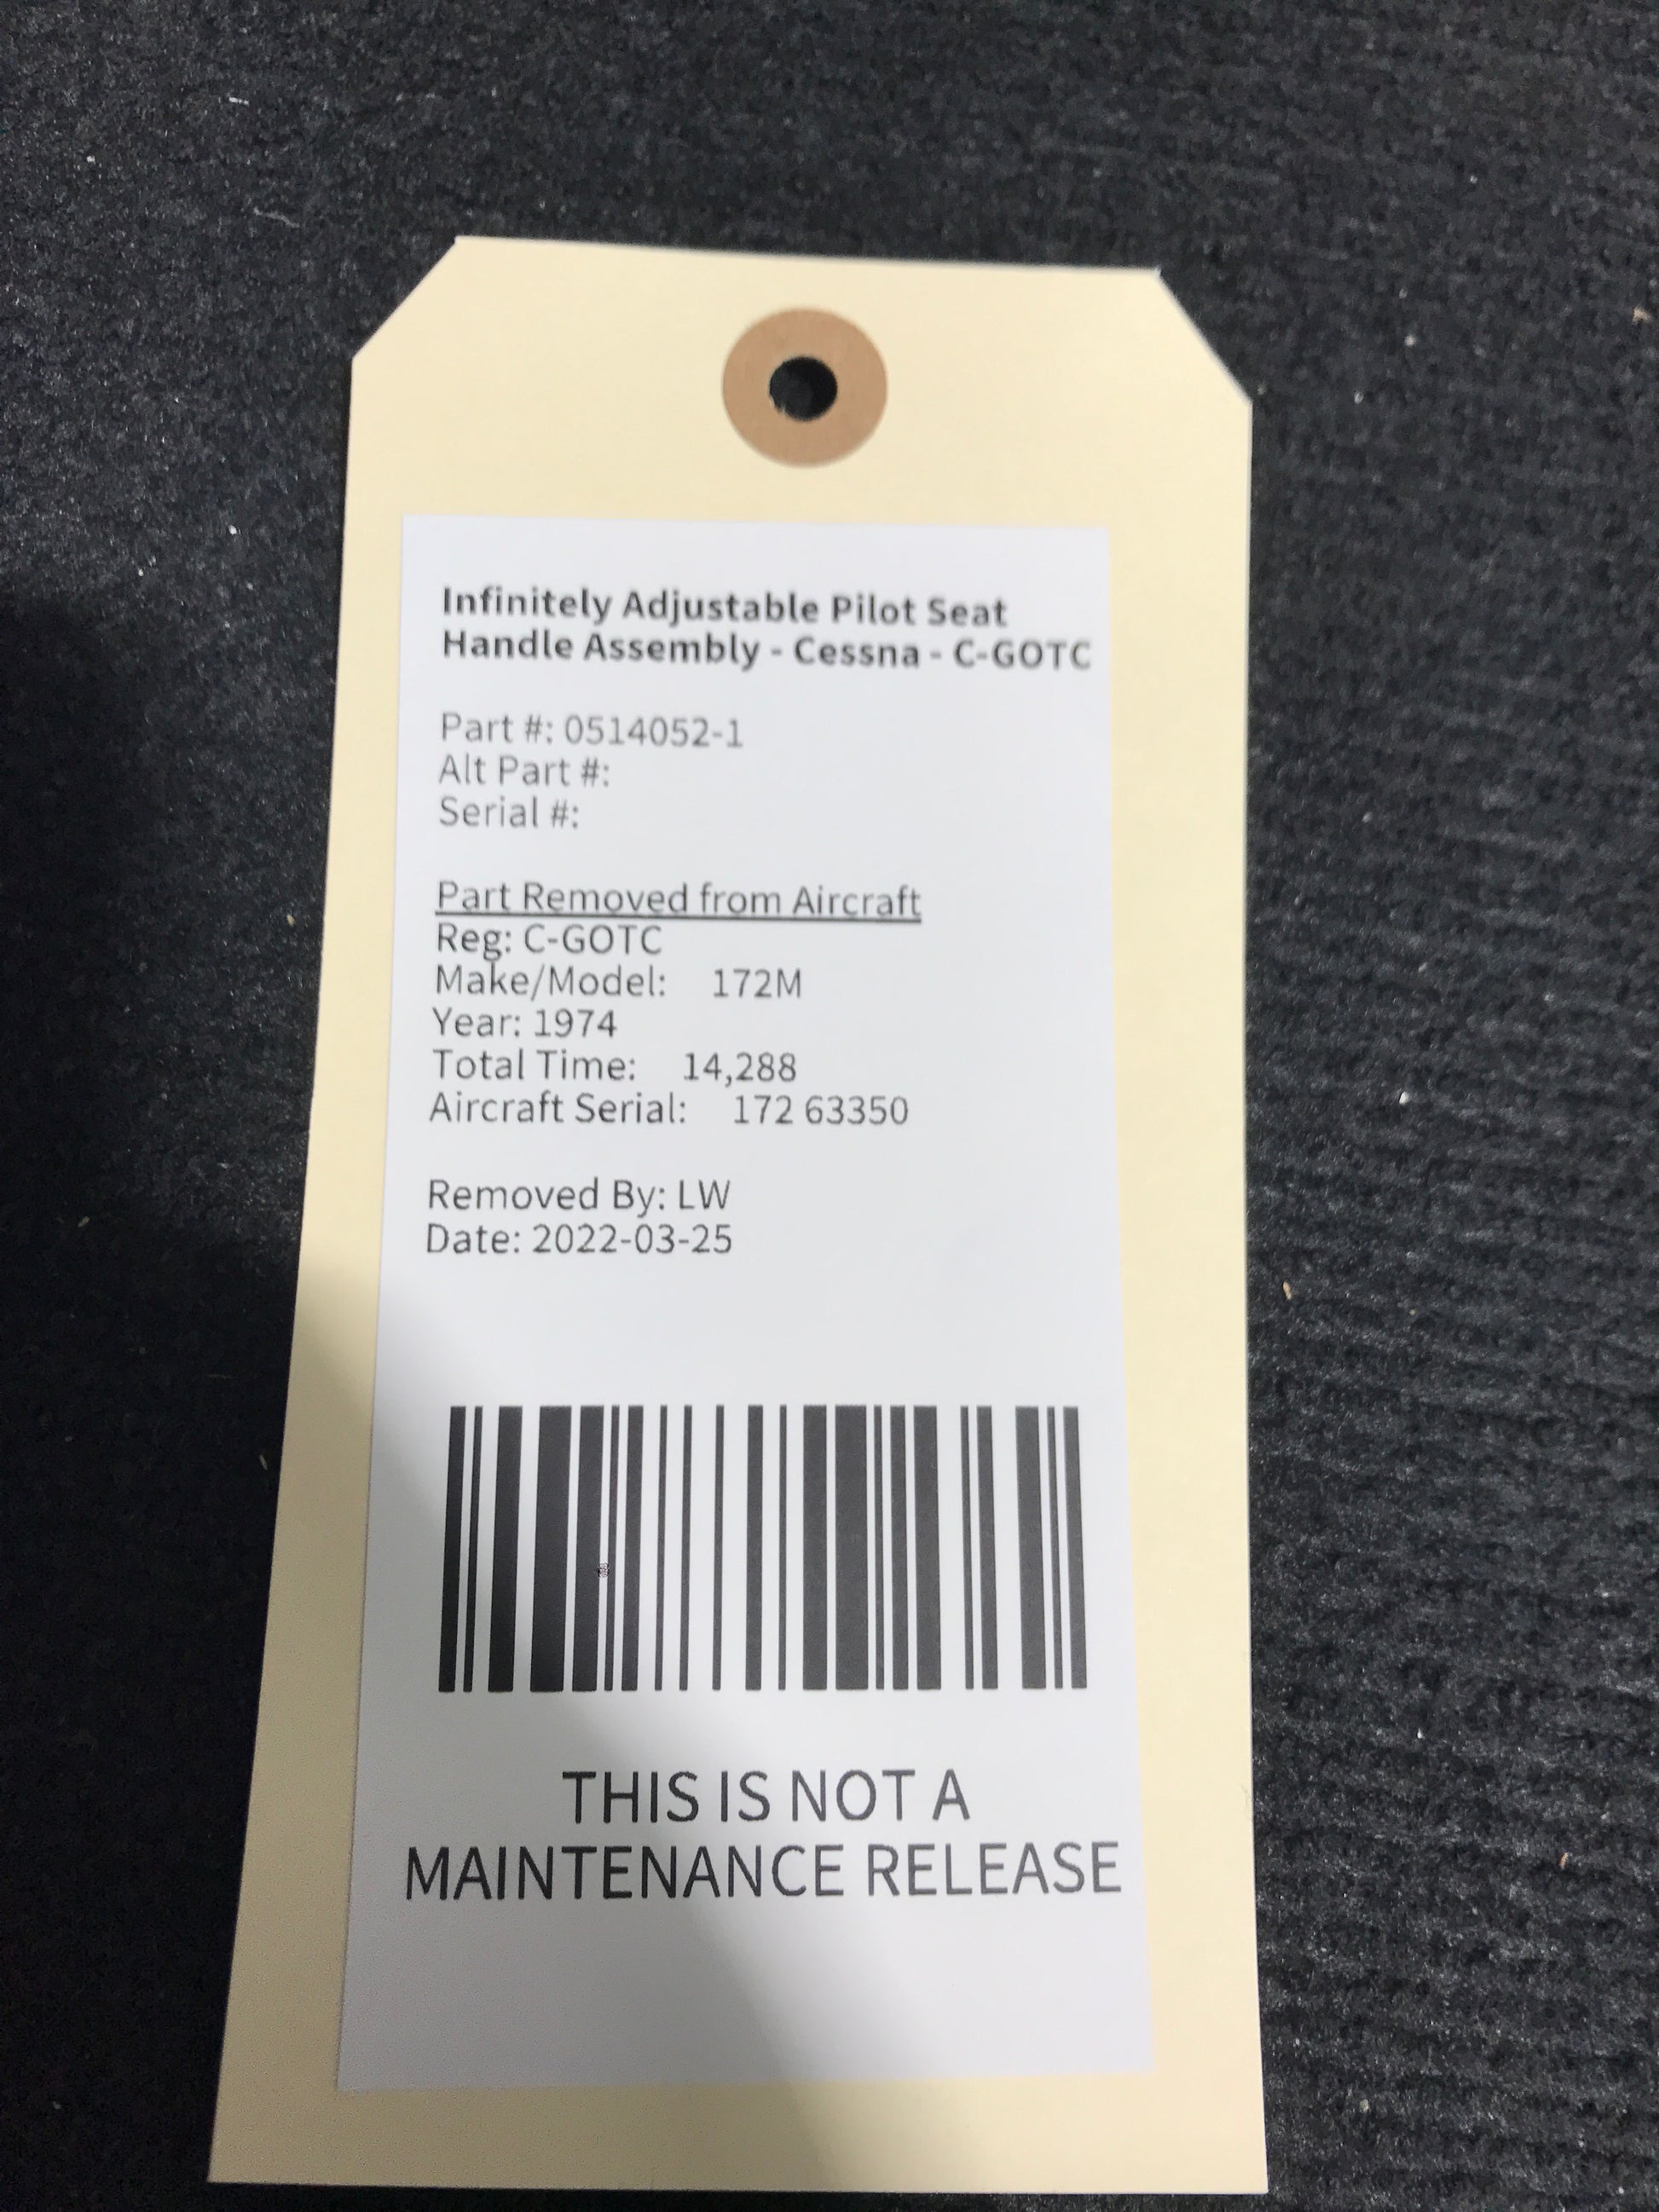 Infinitely Adjustable Pilot Seat
Handle Assembly - Cessna - C-GOTC
Part #: 0514052-1
Alt Part #:
Serial #:
Part Removed from Aircraft
Reg: C-GOTC
Make/Model: 172M
Year: 1974
Total Time: 14,288
Aircraft Serial: 172 63350
Removed By: LW
Date: 2022-03-25
THIS IS NOT A
MAINTENANCE RELEASE